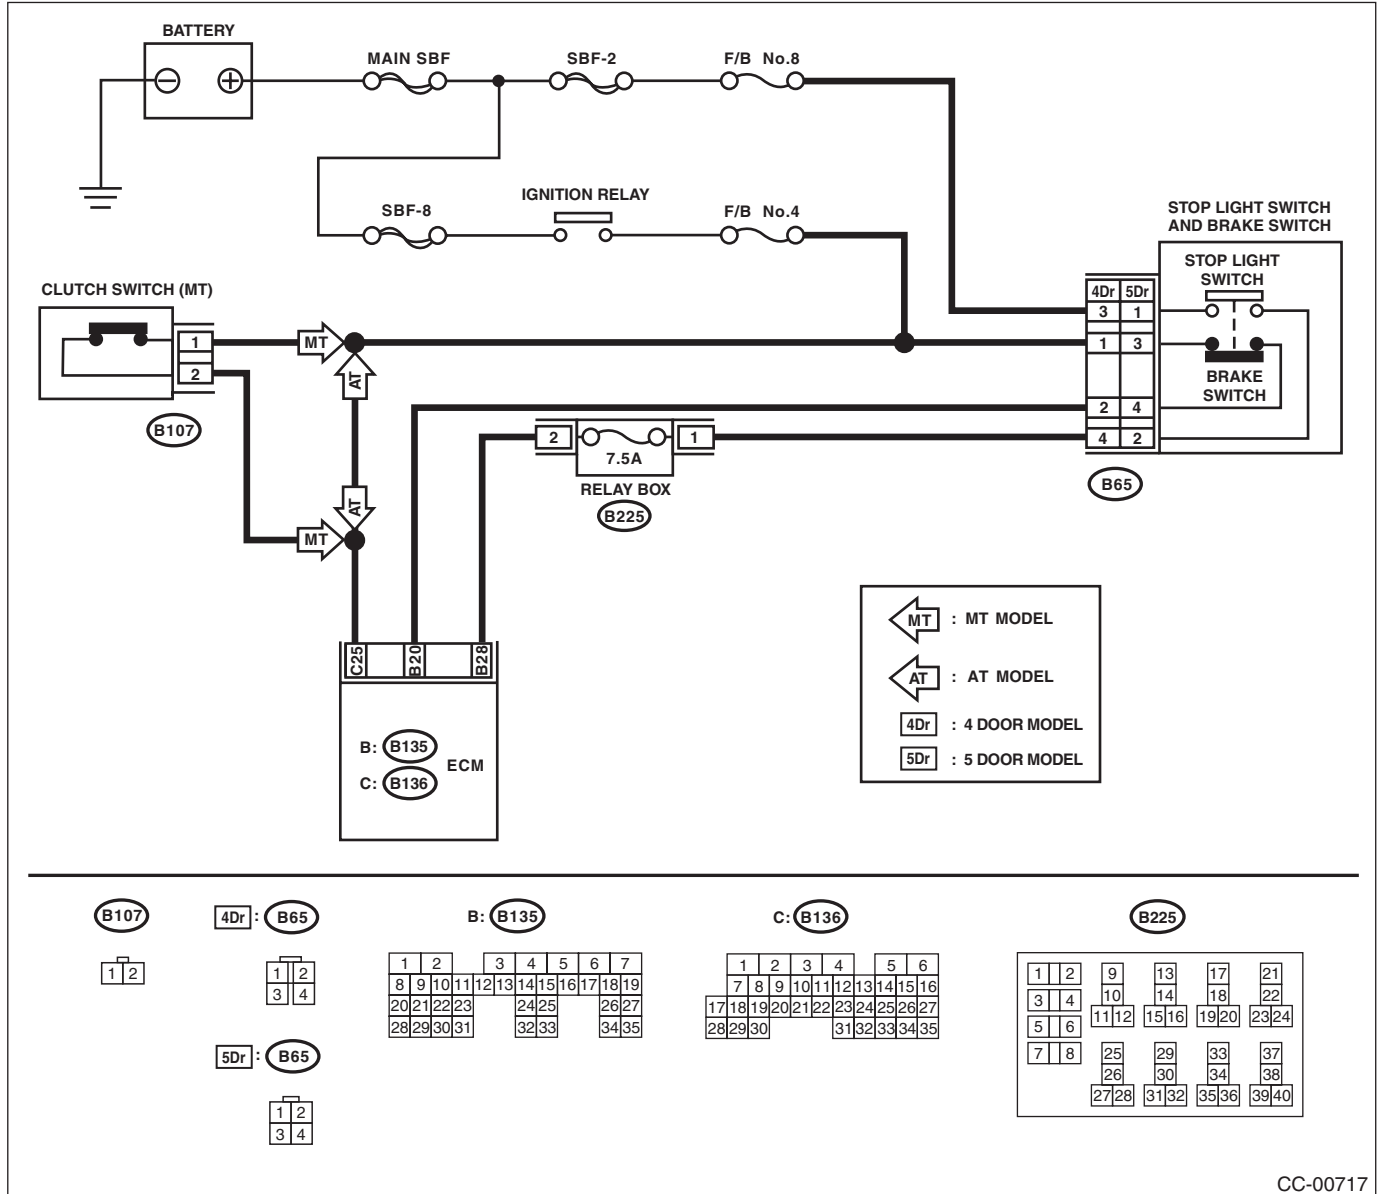 BATTERY
MAIN SBF
SBF-2
F/B No.8
SBF-8
IGNITION RELAY
F/B No.4
STOP LIGHT SWITCH
AND BRAKE SWITCH
STOP LIGHT
SWITCH
BRAKE
SWITCH
4Dr 5Dr
3 1
1 3
2 4
4 2
B65
CLUTCH SWITCH (MT)
1
2
B107
MT
AT
AT
MT
2
7.5A
1
RELAY BOX
B225
C25
B20
B28
B: B135
C: B136
ECM
MT : MT MODEL
AT : AT MODEL
4Dr : 4 DOOR MODEL
5Dr : 5 DOOR MODEL
B107
1 2
4Dr : B65
1 2
3 4
5Dr : B65
1 2
3 4
B: B135
1 2 3 4 5 6 7
8 9 10 11 12 13 14 15 16 17 18 19
20 21 22 23 24 25 26 27
28 29 30 31 32 33 34 35
C: B136
1 2 3 4 5 6
7 8 9 10 11 12 13 14 15 16
17 18 19 20 21 22 23 24 25 26 27
28 29 30 31 32 33 34 35
B225
1 2 9 13 17 21
3 4 10 14 18 22
5 6 11 12 15 16 19 20 23 24
7 8 25 29 33 37
26 30 34 38
27 28 31 32 35 36 39 40
CC-00717